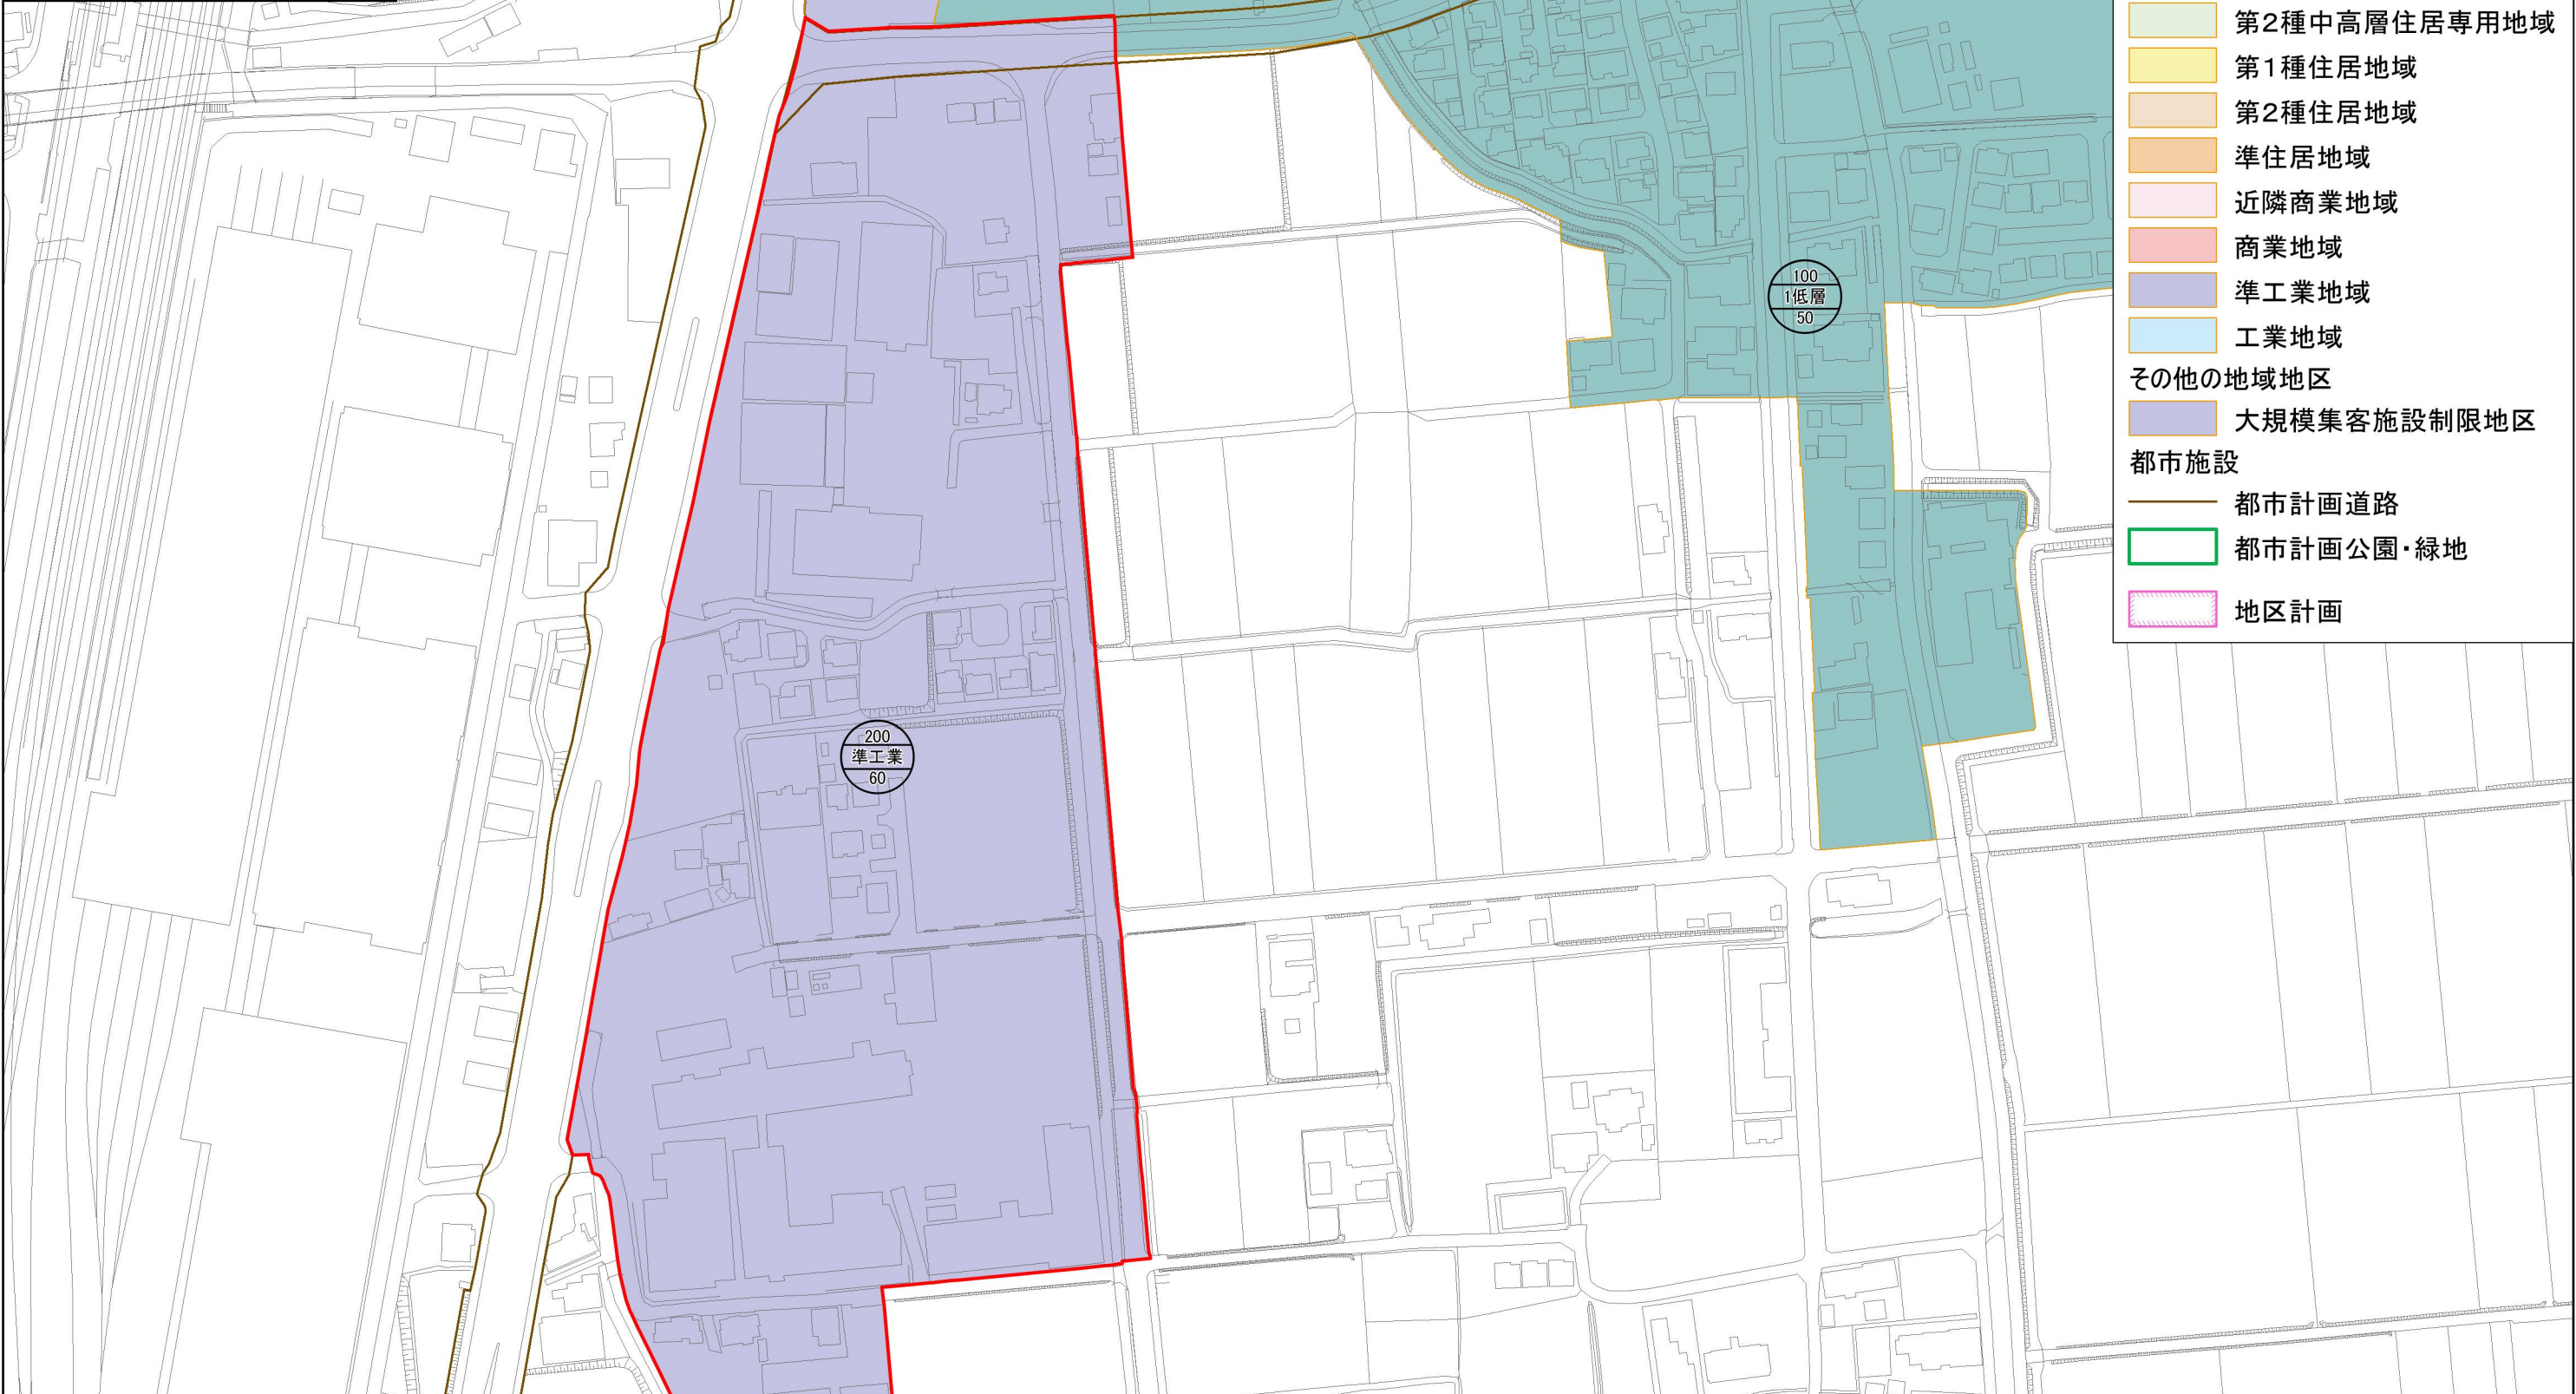 第2種中高層住居専用地域
第1種住居地域
第2種住居地域
準住居地域
近隣商業地域
商業地域
準工業地域
工業地域
その他の地域地区
大規模集客施設制限地区
都市施設
都市計画道路
都市計画公園・緑地
地区計画
100
1低層
50
200
準工業
60